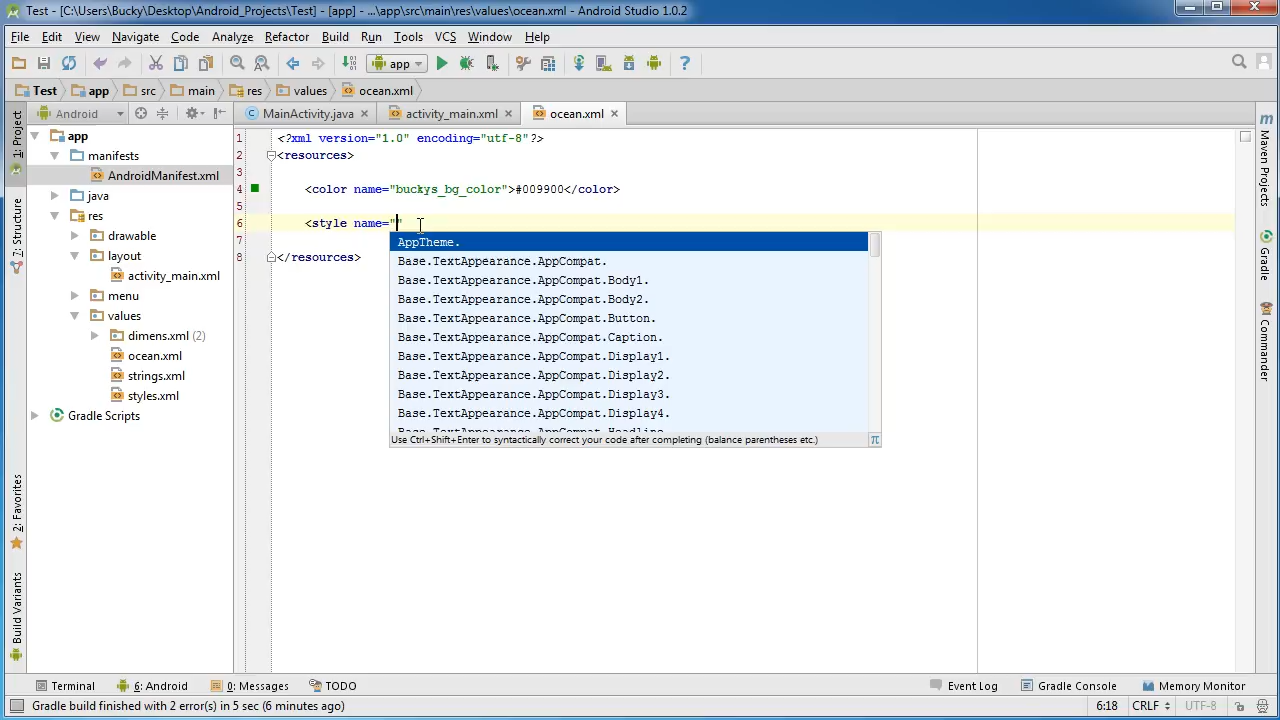 Test - [C:\Users\Bucky\Desktop\Android_Projects\Test] - [app] - ...\app\src\main\res\values\ocean.xml - Android Studio 1.0.2
File Edit View Navigate Code Analyze Refactor Build Run Tools VCS Window Help
app
Test app src main res values ocean.xml
Android
MainActivity.java activity_main.xml ocean.xml
1: Project
7: Structure
2: Favorites
Build Variants
app
manifests
AndroidManifest.xml
java
res
drawable
layout
activity_main.xml
menu
values
dimens.xml (2)
ocean.xml
strings.xml
styles.xml
Gradle Scripts
1 <?xml version="1.0" encoding="utf-8"?>
2 <resources>
3
4 <color name="buckys_bg_color">#009900</color>
5
6 <style name=""
7
8 </resources>
AppTheme.
Base.TextAppearance.AppCompat.
Base.TextAppearance.AppCompat.Body1.
Base.TextAppearance.AppCompat.Body2.
Base.TextAppearance.AppCompat.Button.
Base.TextAppearance.AppCompat.Caption.
Base.TextAppearance.AppCompat.Display1.
Base.TextAppearance.AppCompat.Display2.
Base.TextAppearance.AppCompat.Display3.
Base.TextAppearance.AppCompat.Display4.
Base.TextAppearance.AppCompat.Headline
Use Ctrl+Shift+Enter to syntactically correct your code after completing (balance parentheses etc.) π
Maven Projects
Gradle
Commander
Terminal 6: Android 0: Messages TODO Event Log Gradle Console Memory Monitor
Gradle build finished with 2 error(s) in 5 sec (6 minutes ago) 6:18 CRLF UTF-8